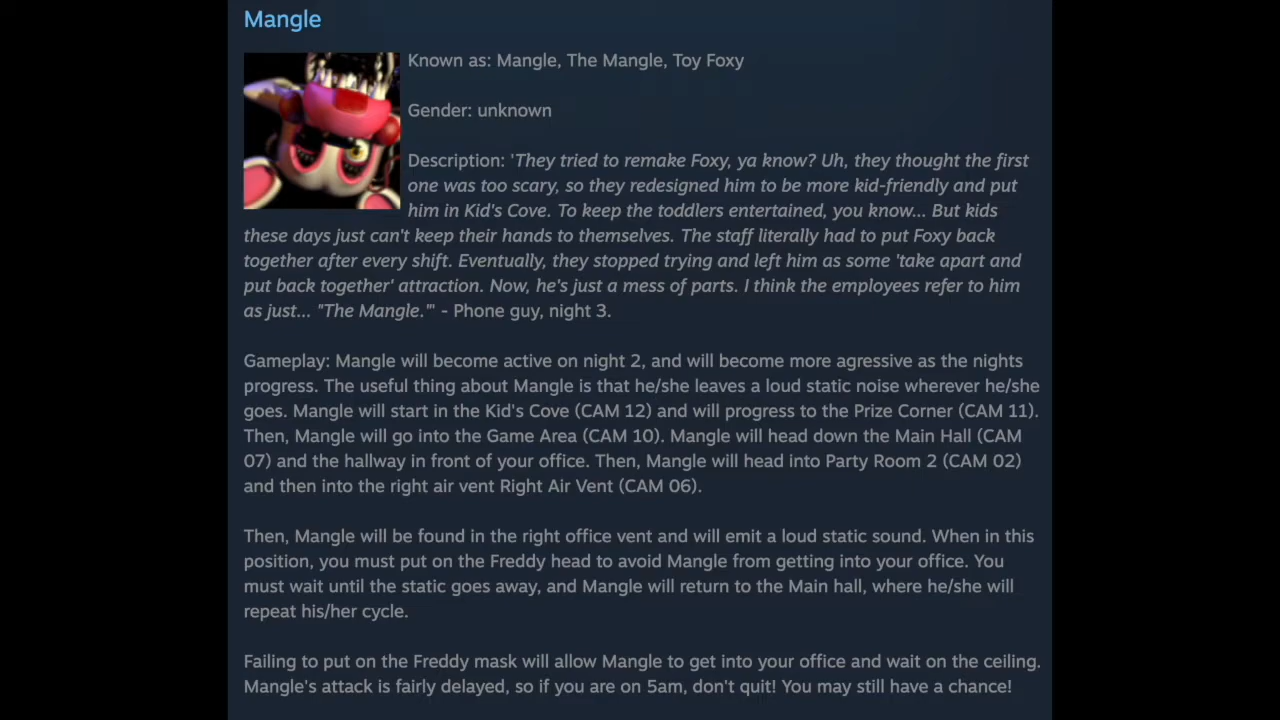 Mangle
Known as: Mangle, The Mangle, Toy Foxy
Gender: unknown
Description: 'They tried to remake Foxy, ya know? Uh, they thought the first
one was too scary, so they redesigned him to be more kid-friendly and put
him in Kid's Cove. To keep the toddlers entertained, you know... But kids
these days just can't keep their hands to themselves. The staff literally had to put Foxy back
together after every shift. Eventually, they stopped trying and left him as some 'take apart and
put back together' attraction. Now, he's just a mess of parts. I think the employees refer to him
as just... "The Mangle."' - Phone guy, night 3.
Gameplay: Mangle will become active on night 2, and will become more agressive as the nights
progress. The useful thing about Mangle is that he/she leaves a loud static noise wherever he/she
goes. Mangle will start in the Kid's Cove (CAM 12) and will progress to the Prize Corner (CAM 11).
Then, Mangle will go into the Game Area (CAM 10). Mangle will head down the Main Hall (CAM
07) and the hallway in front of your office. Then, Mangle will head into Party Room 2 (CAM 02)
and then into the right air vent Right Air Vent (CAM 06).
Then, Mangle will be found in the right office vent and will emit a loud static sound. When in this
position, you must put on the Freddy head to avoid Mangle from getting into your office. You
must wait until the static goes away, and Mangle will return to the Main hall, where he/she will
repeat his/her cycle.
Failing to put on the Freddy mask will allow Mangle to get into your office and wait on the ceiling.
Mangle's attack is fairly delayed, so if you are on 5am, don't quit! You may still have a chance!